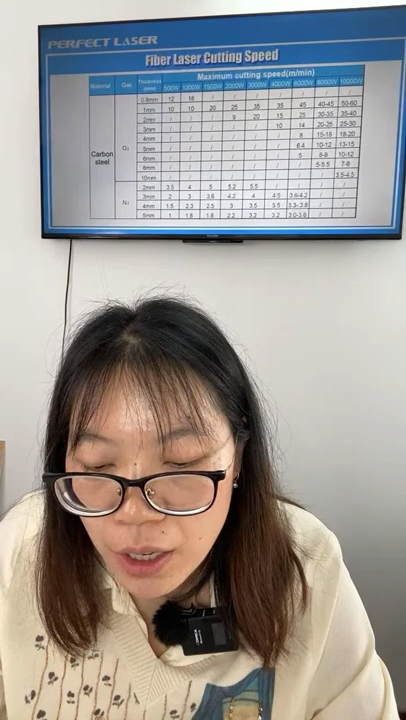 PERFECT LASER
Fiber Laser Cutting Speed
Material Gas Thickness (mm) Maximum cutting speed(m/min)
500W 1000W 1500W 2000W 3000W 4000W 6000W 8000W 10000W
0.8mm 12 18 / / / / / / /
1mm 10 10 20 25 35 35 45 40-45 50-60
2mm / / / 9 20 15 25 30-35 35-40
3mm / / / / / 10 14 20-25 25-30
4mm / / / / / / 8 15-18 18-20
Carbon steel
O₂
5mm / / / / / / 6.4 10-12 13-15
6mm / / / / / / 5 8-9 10-12
8mm / / / / / / / 5-5.5 7-8
10mm / / / / / / / / 3.5-4.5
N₂
2mm 3.5 4 5 5.2 5.5 / / / /
3mm 2 3 3.6 4.2 4 4.5 3.6-4.2 / /
4mm 1.5 2.3 2.5 3 3.5 3.5 3.3-3.8 / /
5mm 1 1.8 1.8 2.2 3.2 3.2 3.0-3.6 / /